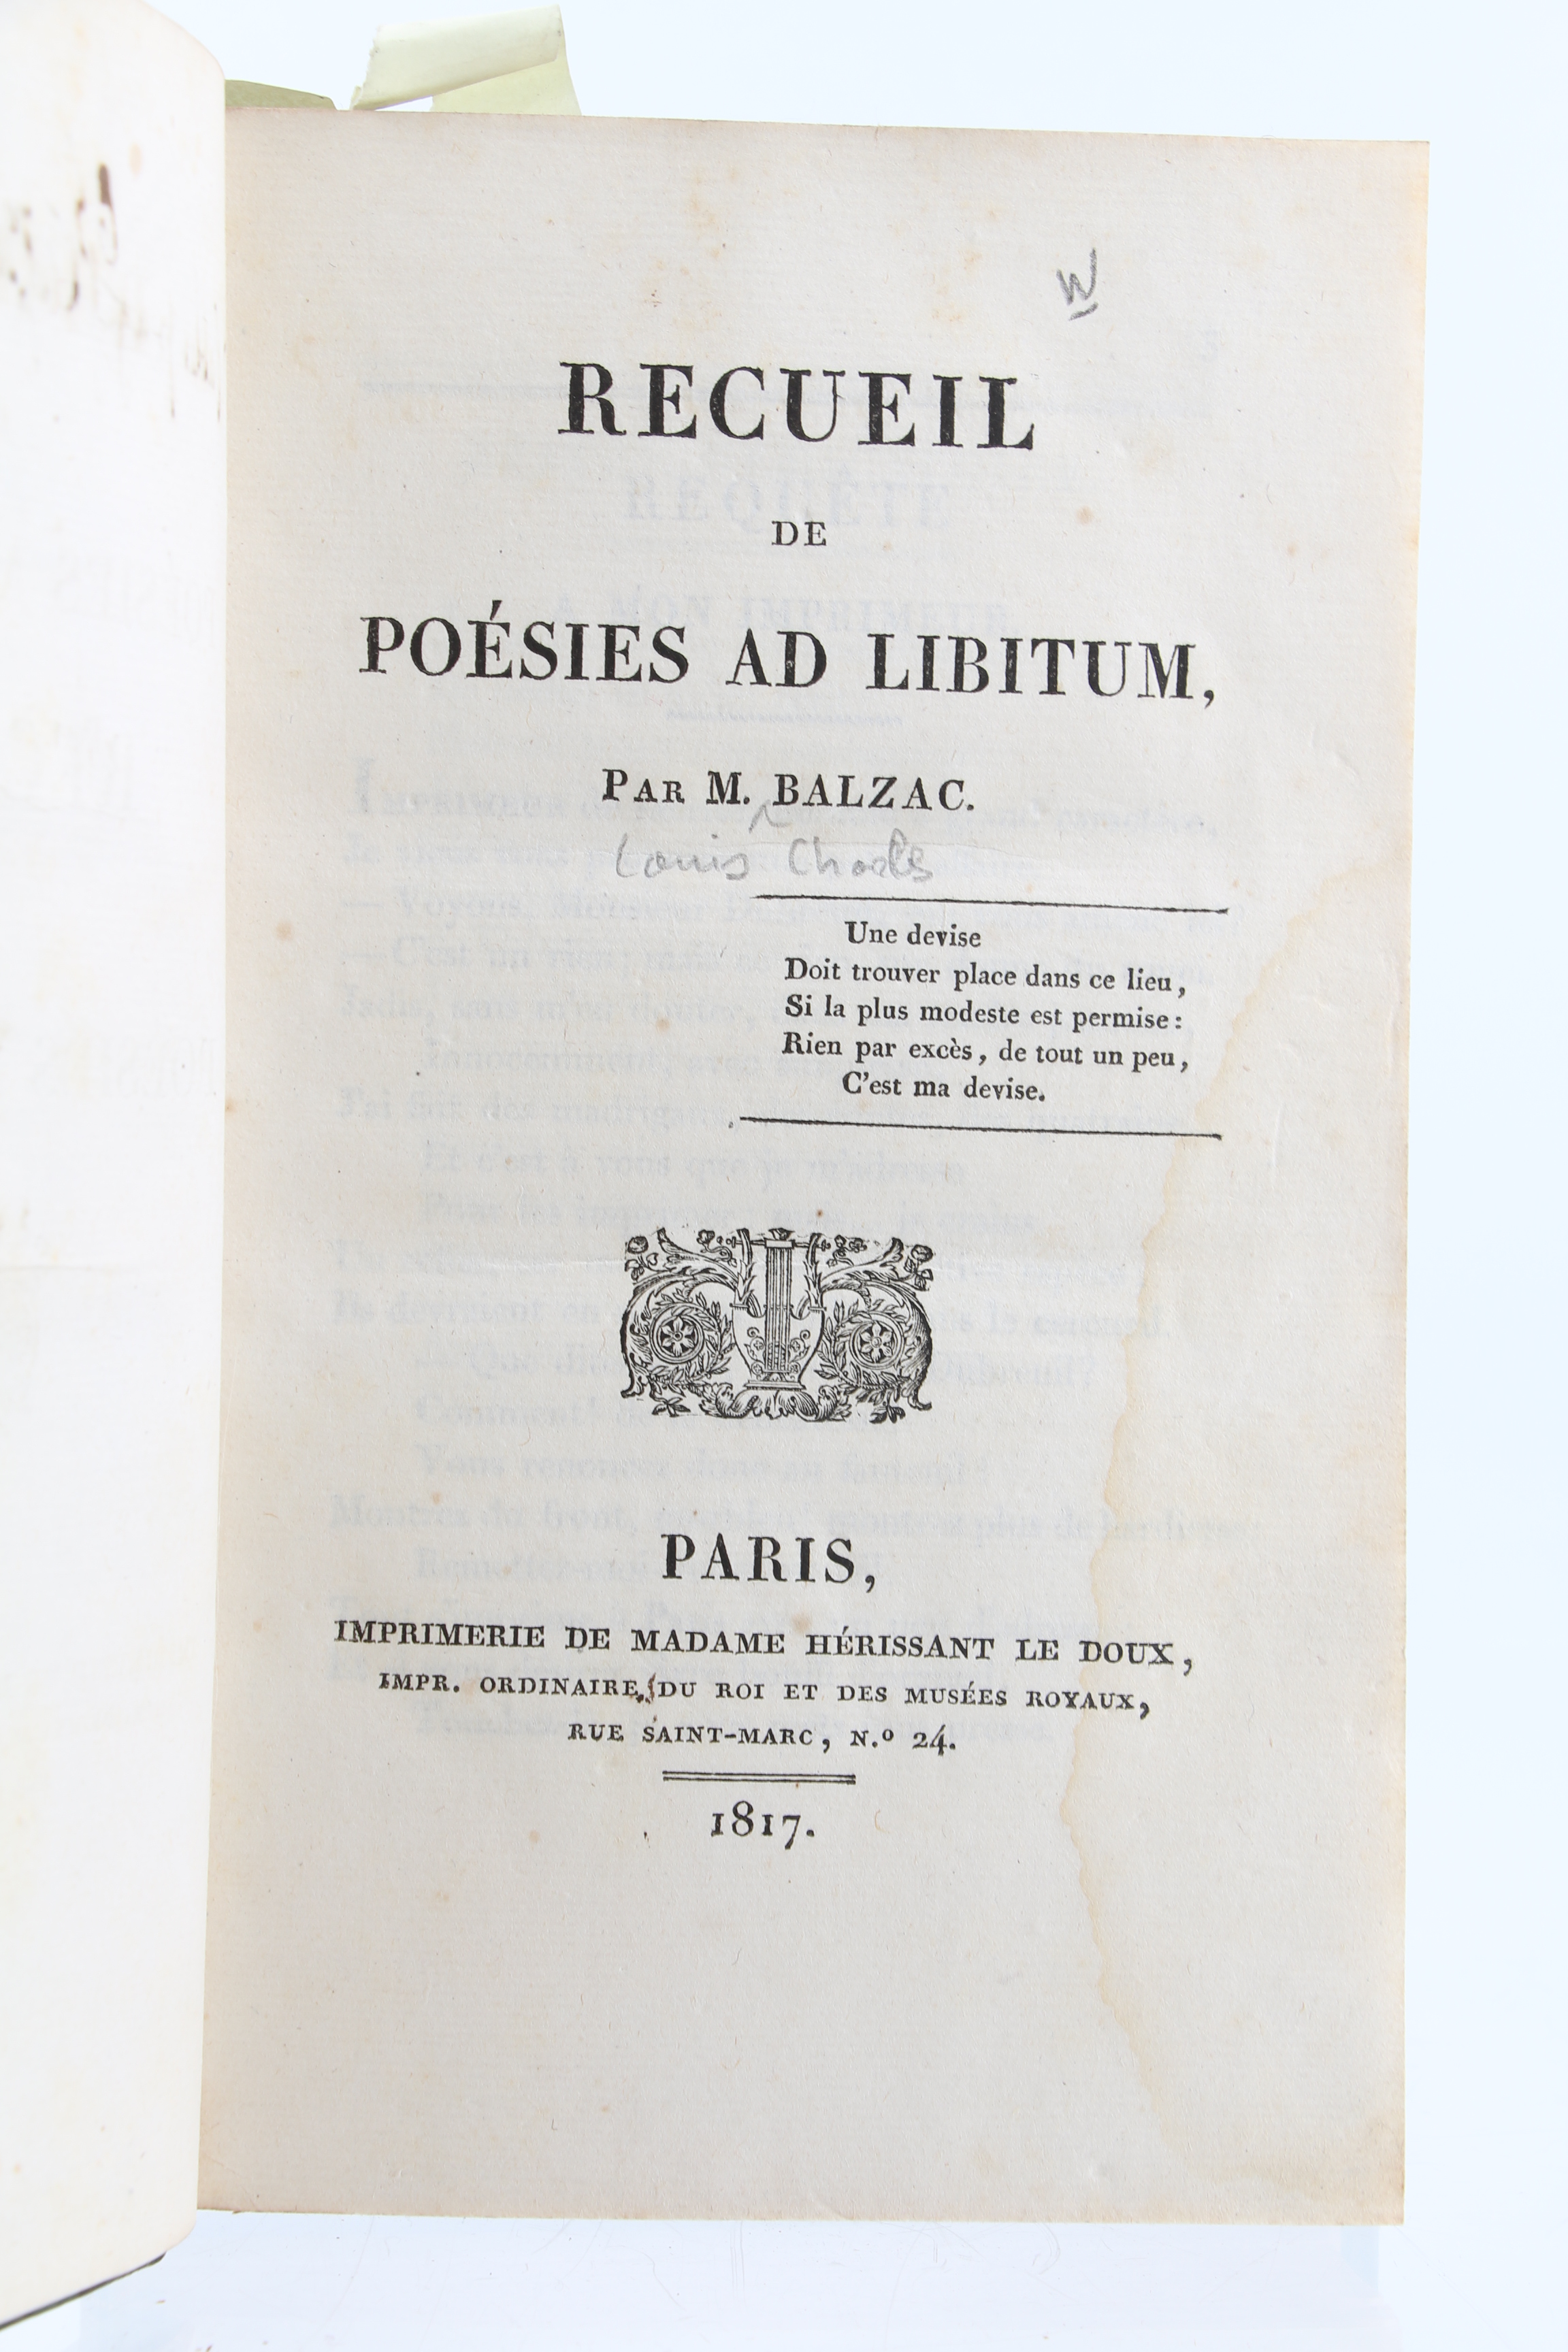 W
RECUEIL
DE
POÉSIES AD LIBITUM,
PAR M. BALZAC.
Louis Charles
Une devise
Doit trouver place dans ce lieu,
Si la plus modeste est permise:
Rien par excès, de tout un peu,
C'est ma devise.
PARIS,
IMPRIMERIE DE MADAME HÉRISSANT LE DOUX,
IMPR. ORDINAIRE DU ROI ET DES MUSÉES ROYAUX,
RUE SAINT-MARC, N.º 24.
1817.